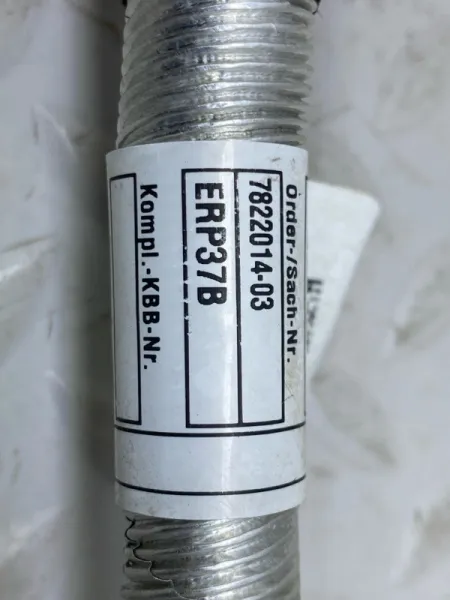 Order-/Sach-Nr.
7822014-03
ERP37B
Kompl.-KBB-Nr.